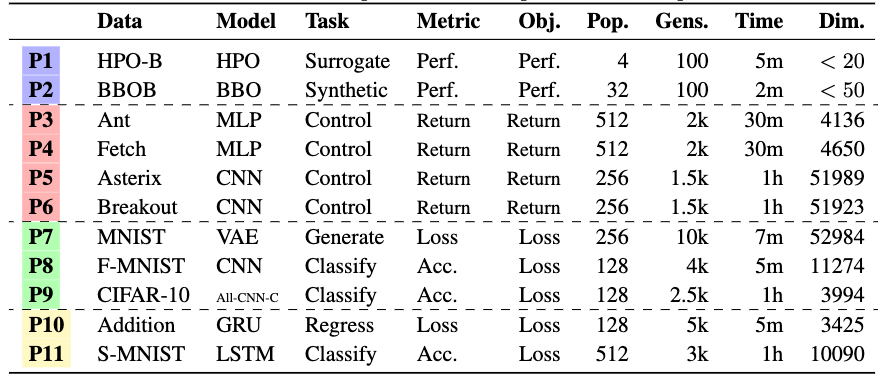 Data Model Task Metric Obj. Pop. Gens. Time Dim.
P1 HPO-B HPO Surrogate Perf. Perf. 4 100 5m < 20
P2 BBOB BBO Synthetic Perf. Perf. 32 100 2m < 50
P3 Ant MLP Control Return Return 512 2k 30m 4136
P4 Fetch MLP Control Return Return 512 2k 30m 4650
P5 Asterix CNN Control Return Return 256 1.5k 1h 51989
P6 Breakout CNN Control Return Return 256 1.5k 1h 51923
P7 MNIST VAE Generate Loss Loss 256 10k 7m 52984
P8 F-MNIST CNN Classify Acc. Loss 128 4k 5m 11274
P9 CIFAR-10 All-CNN-C Classify Acc. Loss 128 2.5k 1h 3994
P10 Addition GRU Regress Loss Loss 128 5k 5m 3425
P11 S-MNIST LSTM Classify Acc. Loss 512 3k 1h 10090